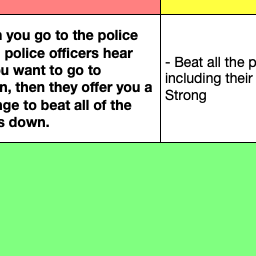 you go to the police
police officers hear
u want to go to
n, then they offer you a
nge to beat all of the
s down.
- Beat all the p
including their
Strong